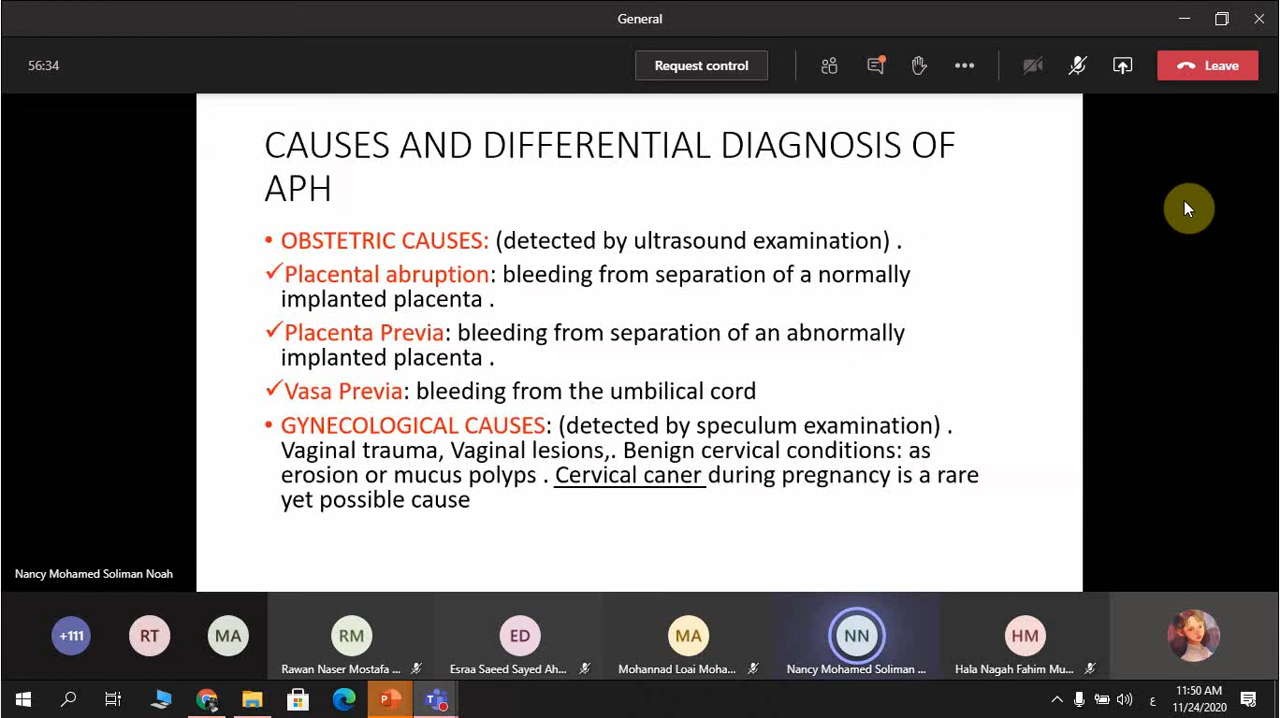 General
56:34
Request control
Leave
CAUSES AND DIFFERENTIAL DIAGNOSIS OF
APH
• OBSTETRIC CAUSES: (detected by ultrasound examination) .
✓Placental abruption: bleeding from separation of a normally
implanted placenta .
✓Placenta Previa: bleeding from separation of an abnormally
implanted placenta .
✓Vasa Previa: bleeding from the umbilical cord
• GYNECOLOGICAL CAUSES: (detected by speculum examination) .
Vaginal trauma, Vaginal lesions,. Benign cervical conditions: as
erosion or mucus polyps . Cervical caner during pregnancy is a rare
yet possible cause
Nancy Mohamed Soliman Noah
+111 RT MA RM ED MA NN HM
Rawan Naser Mostafa ... Esraa Saeed Sayed Ah... Mohannad Loai Moha... Nancy Mohamed Soliman ... Hala Nagah Fahim Mu...
ع 11:50 AM
11/24/2020